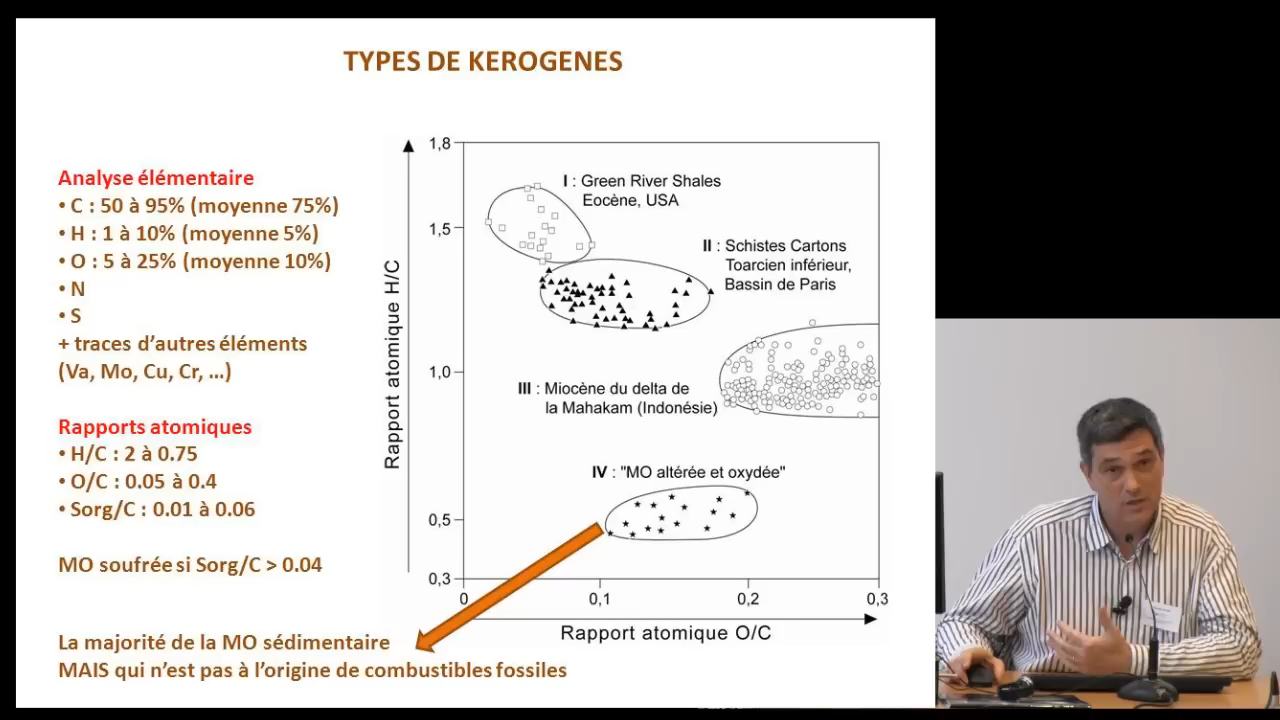 TYPES DE KEROGENES
Analyse élémentaire
• C : 50 à 95% (moyenne 75%)
• H : 1 à 10% (moyenne 5%)
• O : 5 à 25% (moyenne 10%)
• N
• S
+ traces d'autres éléments
(Va, Mo, Cu, Cr, ...)
Rapports atomiques
• H/C : 2 à 0.75
• O/C : 0.05 à 0.4
• Sorg/C : 0.01 à 0.06
MO soufrée si Sorg/C > 0.04
La majorité de la MO sédimentaire
MAIS qui n'est pas à l'origine de combustibles fossiles
Rapport atomique H/C
1,8
1,5
1,0
0,5
0,3
I : Green River Shales
Eocène, USA
II : Schistes Cartons
Toarcien inférieur,
Bassin de Paris
III : Miocène du delta de
la Mahakam (Indonésie)
IV : "MO altérée et oxydée"
0
0,1
0,2
0,3
Rapport atomique O/C